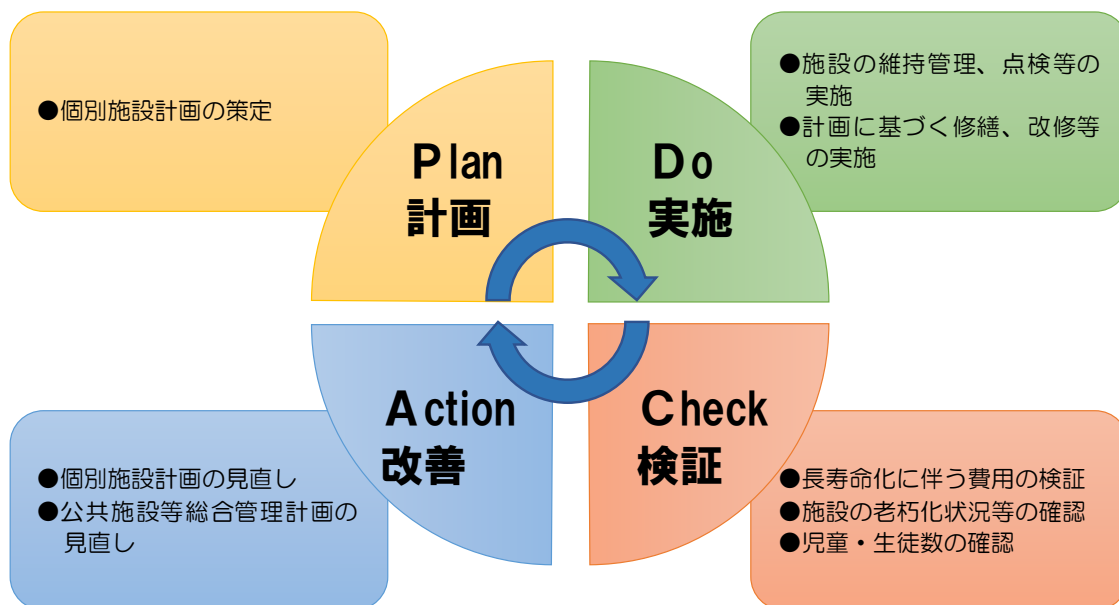 ●個別施設計画の策定
Plan
計画
Do
実施
●施設の維持管理、点検等の
実施
●計画に基づく修繕、改修等
の実施
●個別施設計画の見直し
●公共施設等総合管理計画の
見直し
Action
改善
Check
検証
●長寿命化に伴う費用の検証
●施設の老朽化状況等の確認
●児童・生徒数の確認